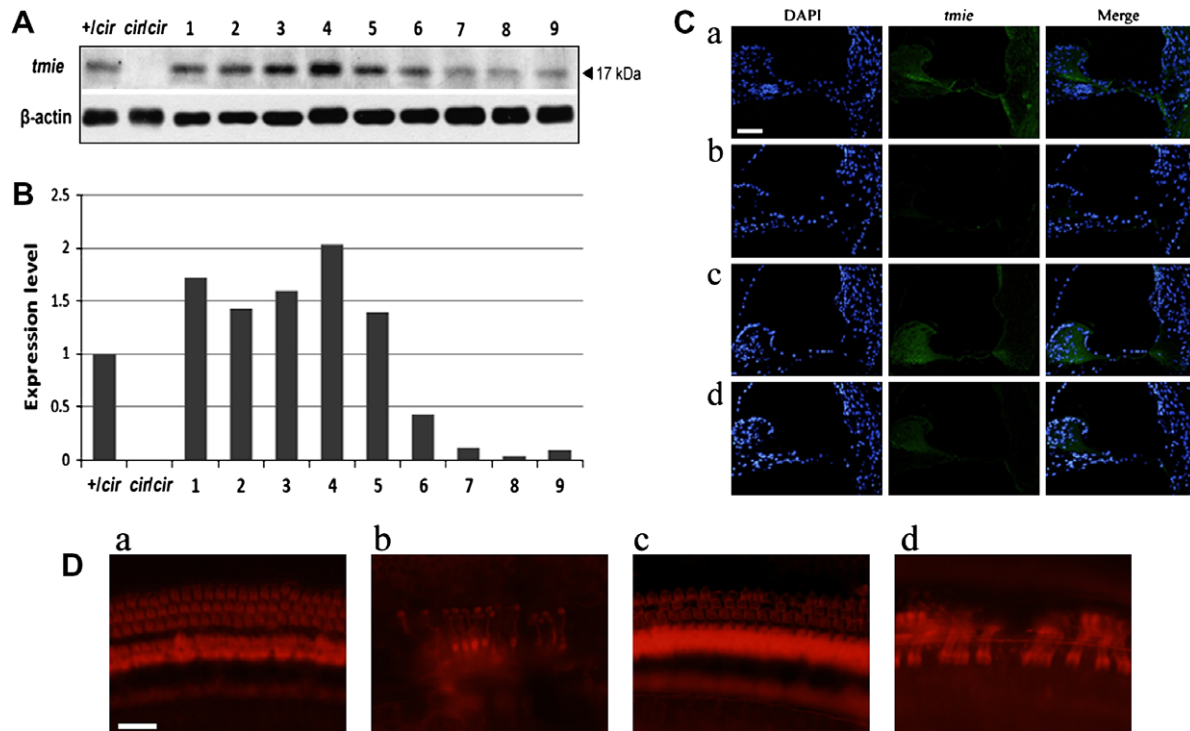 A
+/cir cir/cir 1 2 3 4 5 6 7 8 9
tmie
◀17 kDa
β-actin
B
Expression level
2.5
2
1.5
1
0.5
0
+/cir cir/cir 1 2 3 4 5 6 7 8 9
C
DAPI tmie Merge
a
b
c
d
D
a b c d